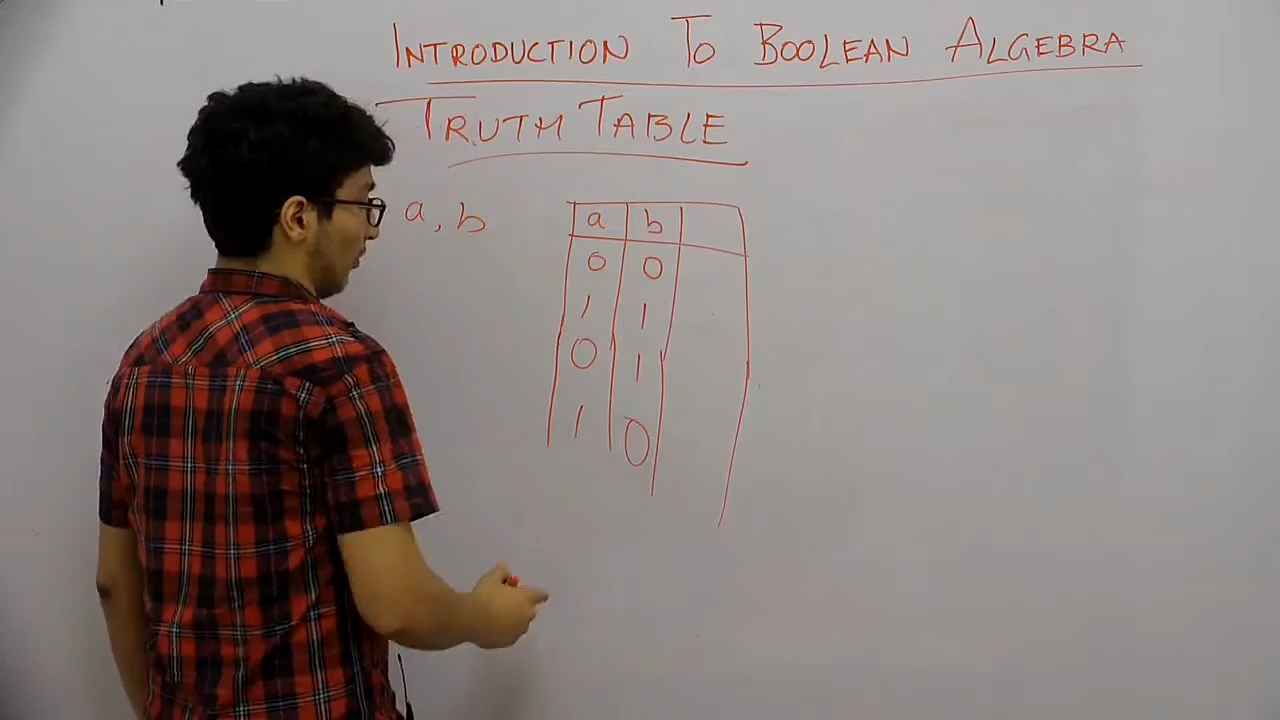 INTRODUCTION TO BOOLEAN ALGEBRA
TRUTH TABLE
a, b
a b
0 0
1 1
0 1
1 0